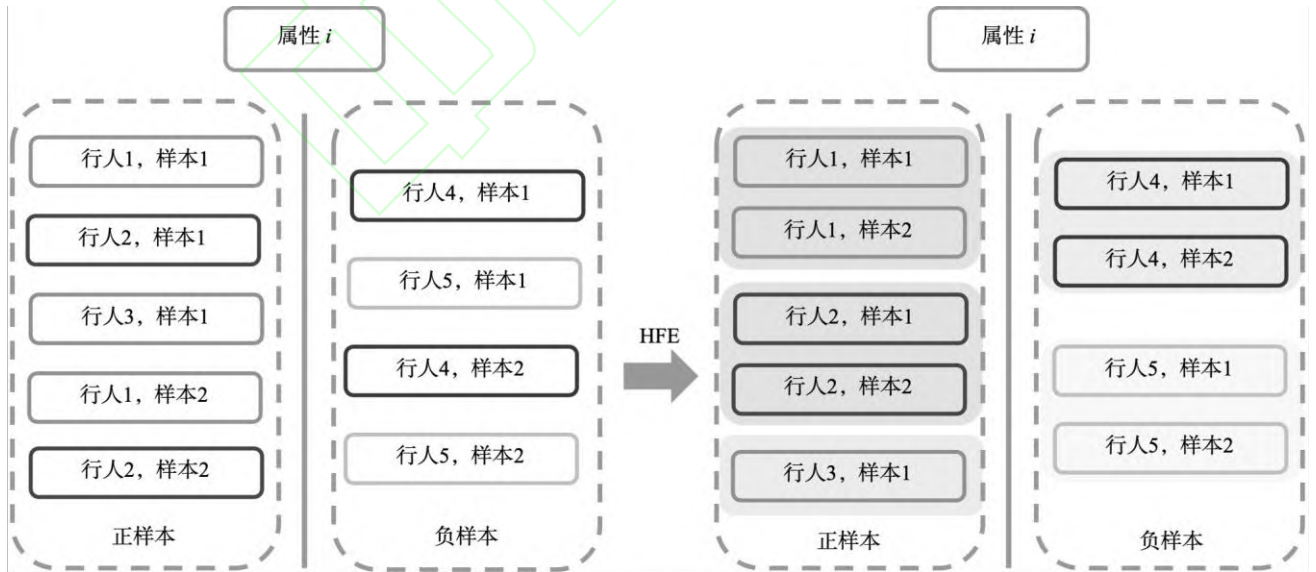 属性 i
属性 i
行人1，样本1
行人2，样本1
行人3，样本1
行人1，样本2
行人2，样本2
正样本
行人4，样本1
行人5，样本1
行人4，样本2
行人5，样本2
负样本
HFE
行人1，样本1
行人1，样本2
行人2，样本1
行人2，样本2
行人3，样本1
正样本
行人4，样本1
行人4，样本2
行人5，样本1
行人5，样本2
负样本